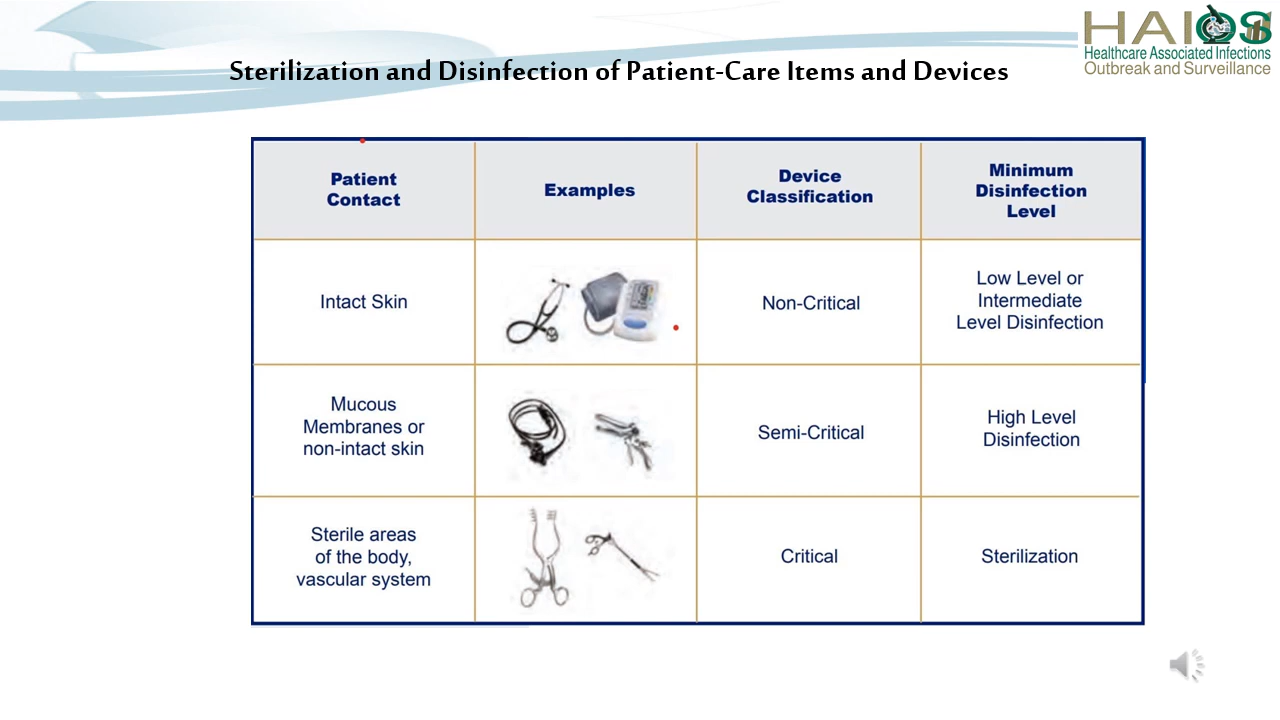 HAIOS
Healthcare Associated Infections
Outbreak and Surveillance
Sterilization and Disinfection of Patient-Care Items and Devices
Patient
Contact
Examples
Device
Classification
Minimum
Disinfection
Level
Intact Skin
Non-Critical
Low Level or
Intermediate
Level Disinfection
Mucous
Membranes or
non-intact skin
Semi-Critical
High Level
Disinfection
Sterile areas
of the body,
vascular system
Critical
Sterilization